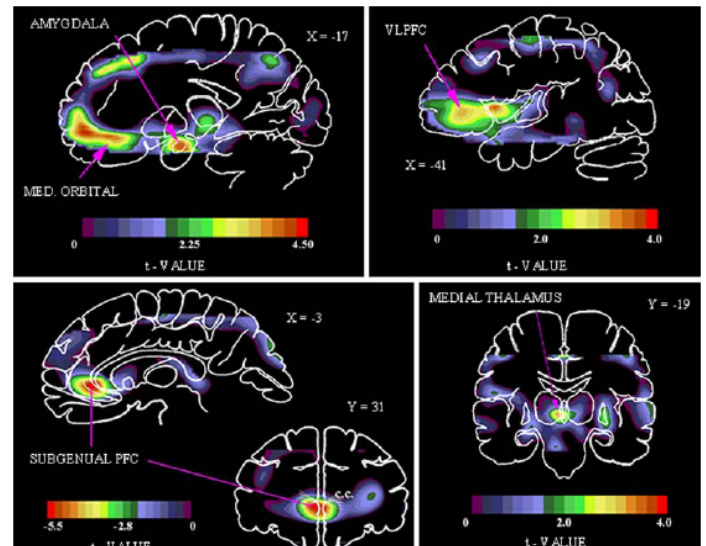 AMYGDALA
X = -17
MED. ORBITAL
0 2.25 4.50
t - VALUE
VLPFC
X = -41
0 2.0 4.0
t - VALUE
X = -3
Y = 31
SUBGENUAL PFC
c.c.
-5.5 -2.8 0
t - VALUE
MEDIAL THALAMUS
Y = -19
0 2.0 4.0
t - VALUE